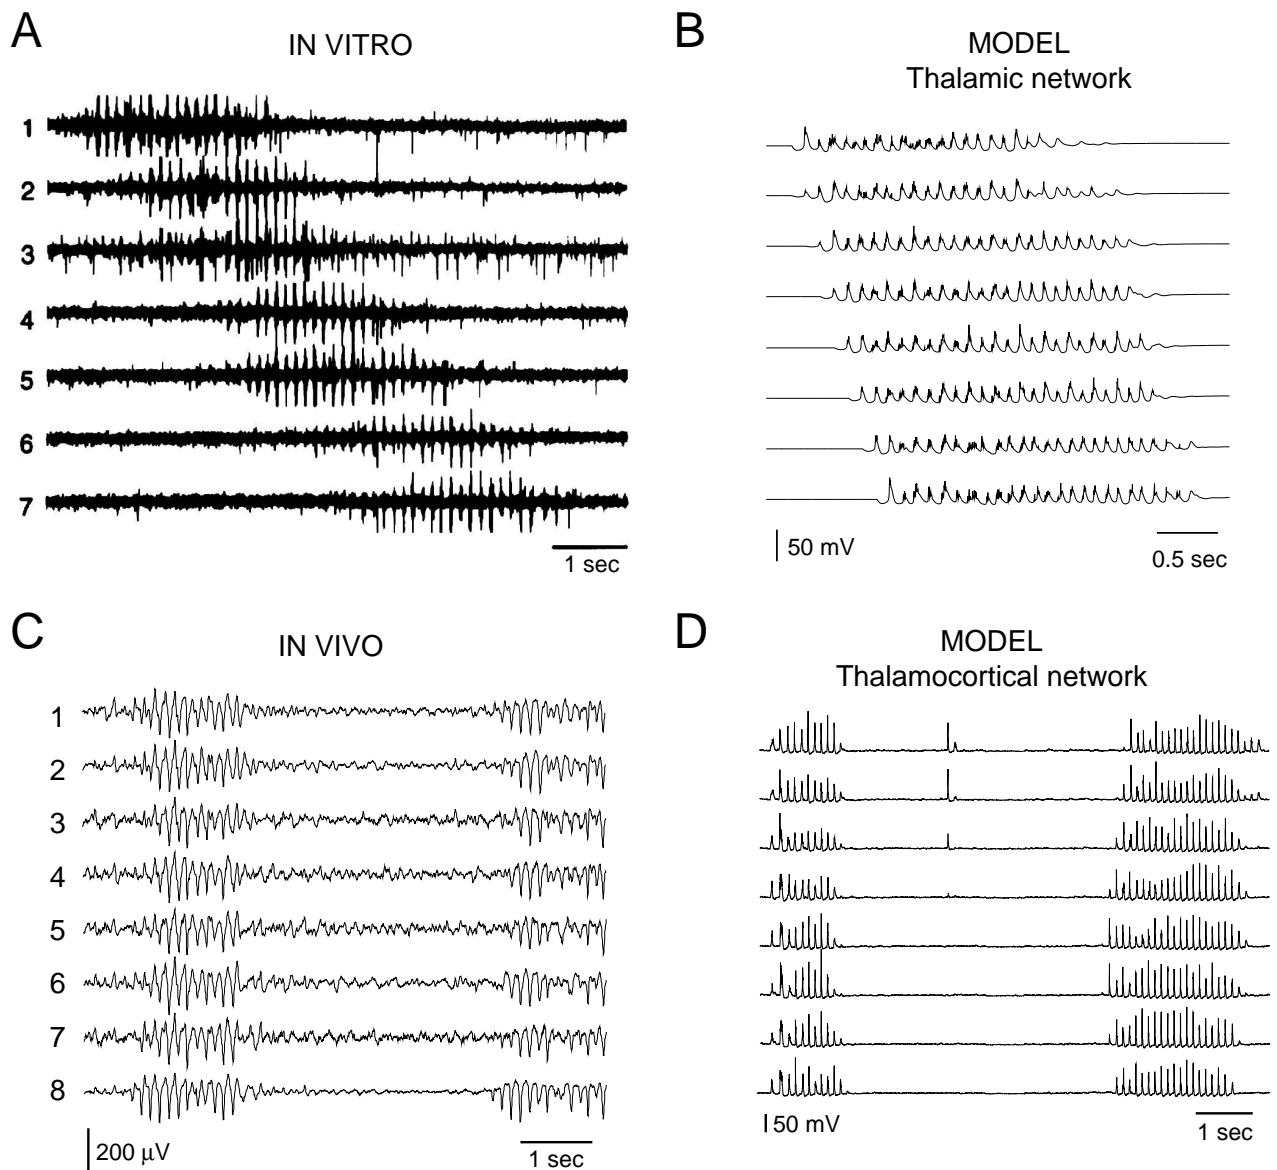 A
IN VITRO
1
2
3
4
5
6
7
1 sec
B
MODEL
Thalamic network
50 mV
0.5 sec
C
IN VIVO
1
2
3
4
5
6
7
8
200 μV
1 sec
D
MODEL
Thalamocortical network
50 mV
1 sec